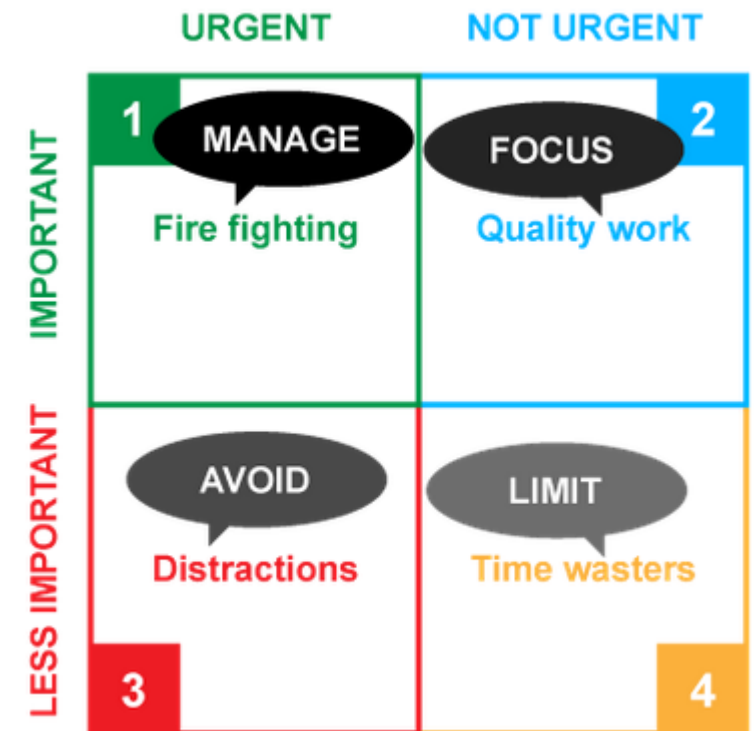 URGENT NOT URGENT
IMPORTANT
1 MANAGE FOCUS 2
Fire fighting Quality work
LESS IMPORTANT
AVOID LIMIT
Distractions Time wasters
3 4